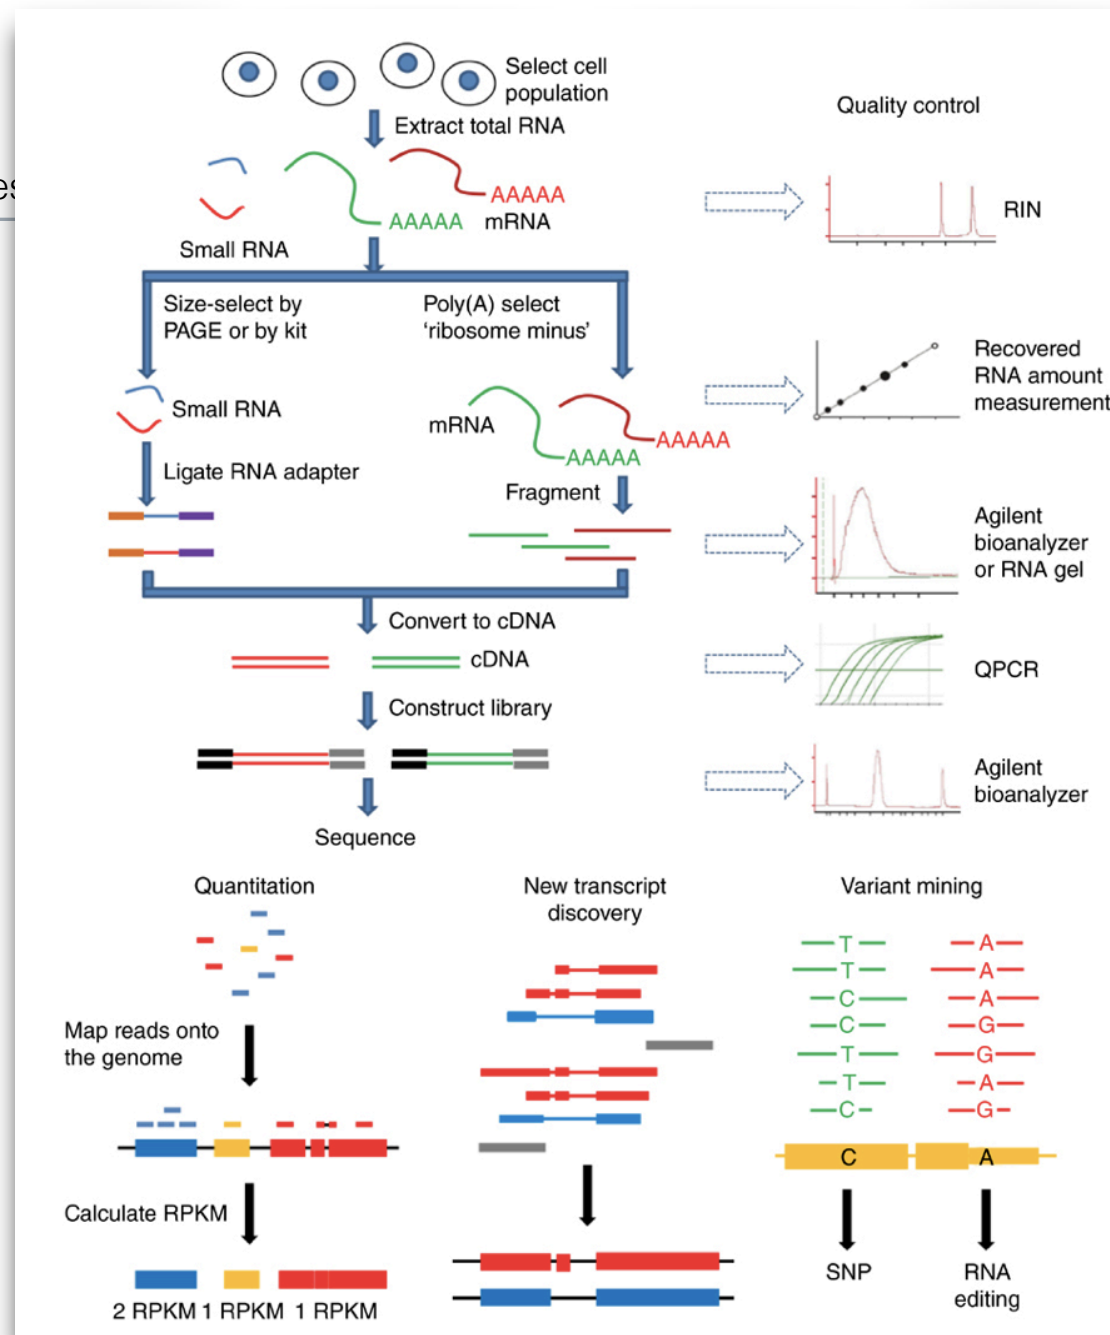 Select cell
population
Quality control
Extract total RNA
es
AAAAA
AAAAA
mRNA
RIN
Small RNA
Size-select by
PAGE or by kit
Poly(A) select
‘ribosome minus’
Small RNA
mRNA
AAAAA
AAAAA
Recovered
RNA amount
measurement
Ligate RNA adapter
Fragment
Agilent
bioanalyzer
or RNA gel
Convert to cDNA
cDNA
QPCR
Construct library
Agilent
bioanalyzer
Sequence
Quantitation
Map reads onto
the genome
Calculate RPKM
2 RPKM 1 RPKM 1 RPKM
New transcript
discovery
Variant mining
T A
T A
C A
C G
T G
T A
C G
C A
SNP
RNA
editing